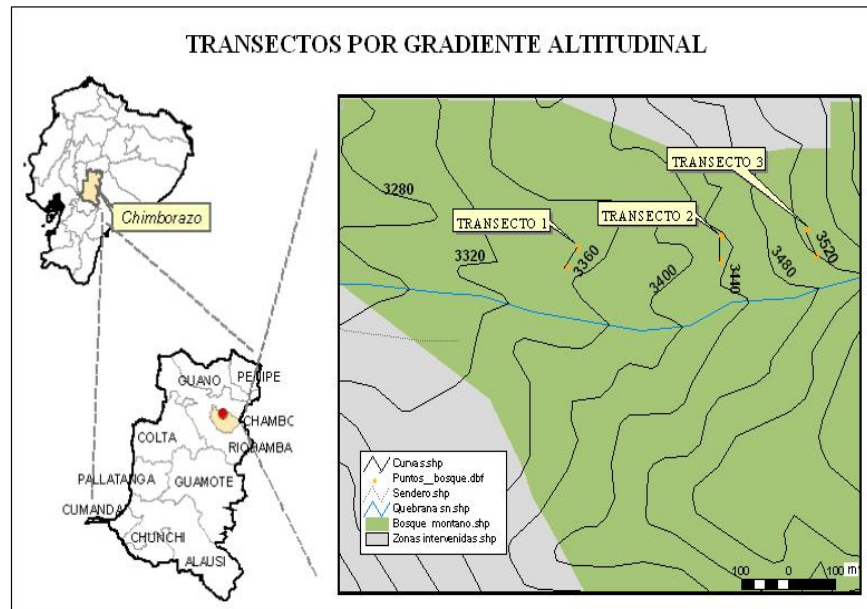 TRANSECTOS POR GRADIENTE ALTITUDINAL
Chimborazo
GUANO
PENIPE
CHAMBO
COLTA
RIOBAMBA
PALLATANGA
GUAMOTE
CUMANDA
CHUNCHI
ALAUSI
TRANSECTO 3
3280
TRANSECTO 1
TRANSECTO 2
3320
3360
3400
3440
3480
3520
Curvas.shp
Puntos_bosque.dbf
Sendero.shp
Quebrana sn.shp
Bosque montano.shp
Zonas intervenidas.shp
100 0 100 m